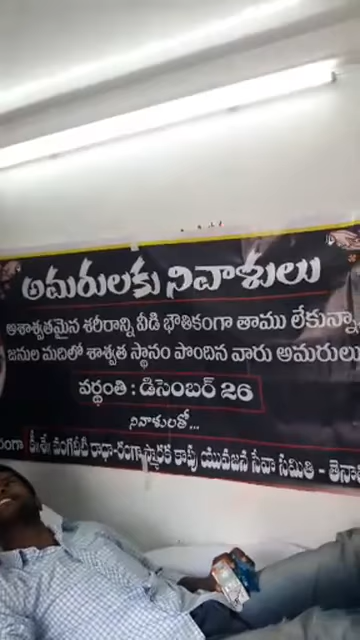 అమరులకు నివాళులు
అశాశ్వతమైన శరీరాన్ని వీడి భౌతికంగా తాము లేకున్నా
జనుల మదిలో శాశ్వత స్థానం పొందిన వారు అమరులు
వర్థంతి : డిసెంబర్ 26
నివాళులతో...
వంగవీటి రాధా-రంగా స్మారక కాపు యువజన సేవా సమితి - తెనా